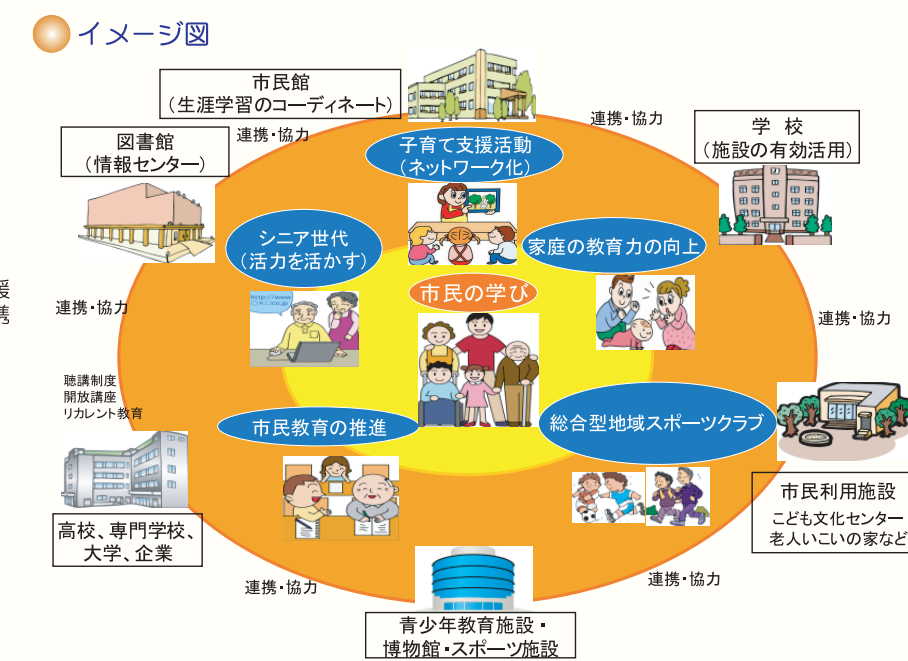 イメージ図
市民館
(生涯学習のコーディネート)
連携・協力
連携・協力
図書館
(情報センター)
学 校
(施設の有効活用)
子育て支援活動
(ネットワーク化)
シニア世代
(活力を活かす)
家庭の教育力の向上
市民の学び
援
携
連携・協力
連携・協力
聴講制度
開放講座
リカレント教育
市民教育の推進
総合型地域スポーツクラブ
高校、専門学校、
大学、企業
市民利用施設
こども文化センター
老人いこいの家など
連携・協力
連携・協力
青少年教育施設・
博物館・スポーツ施設